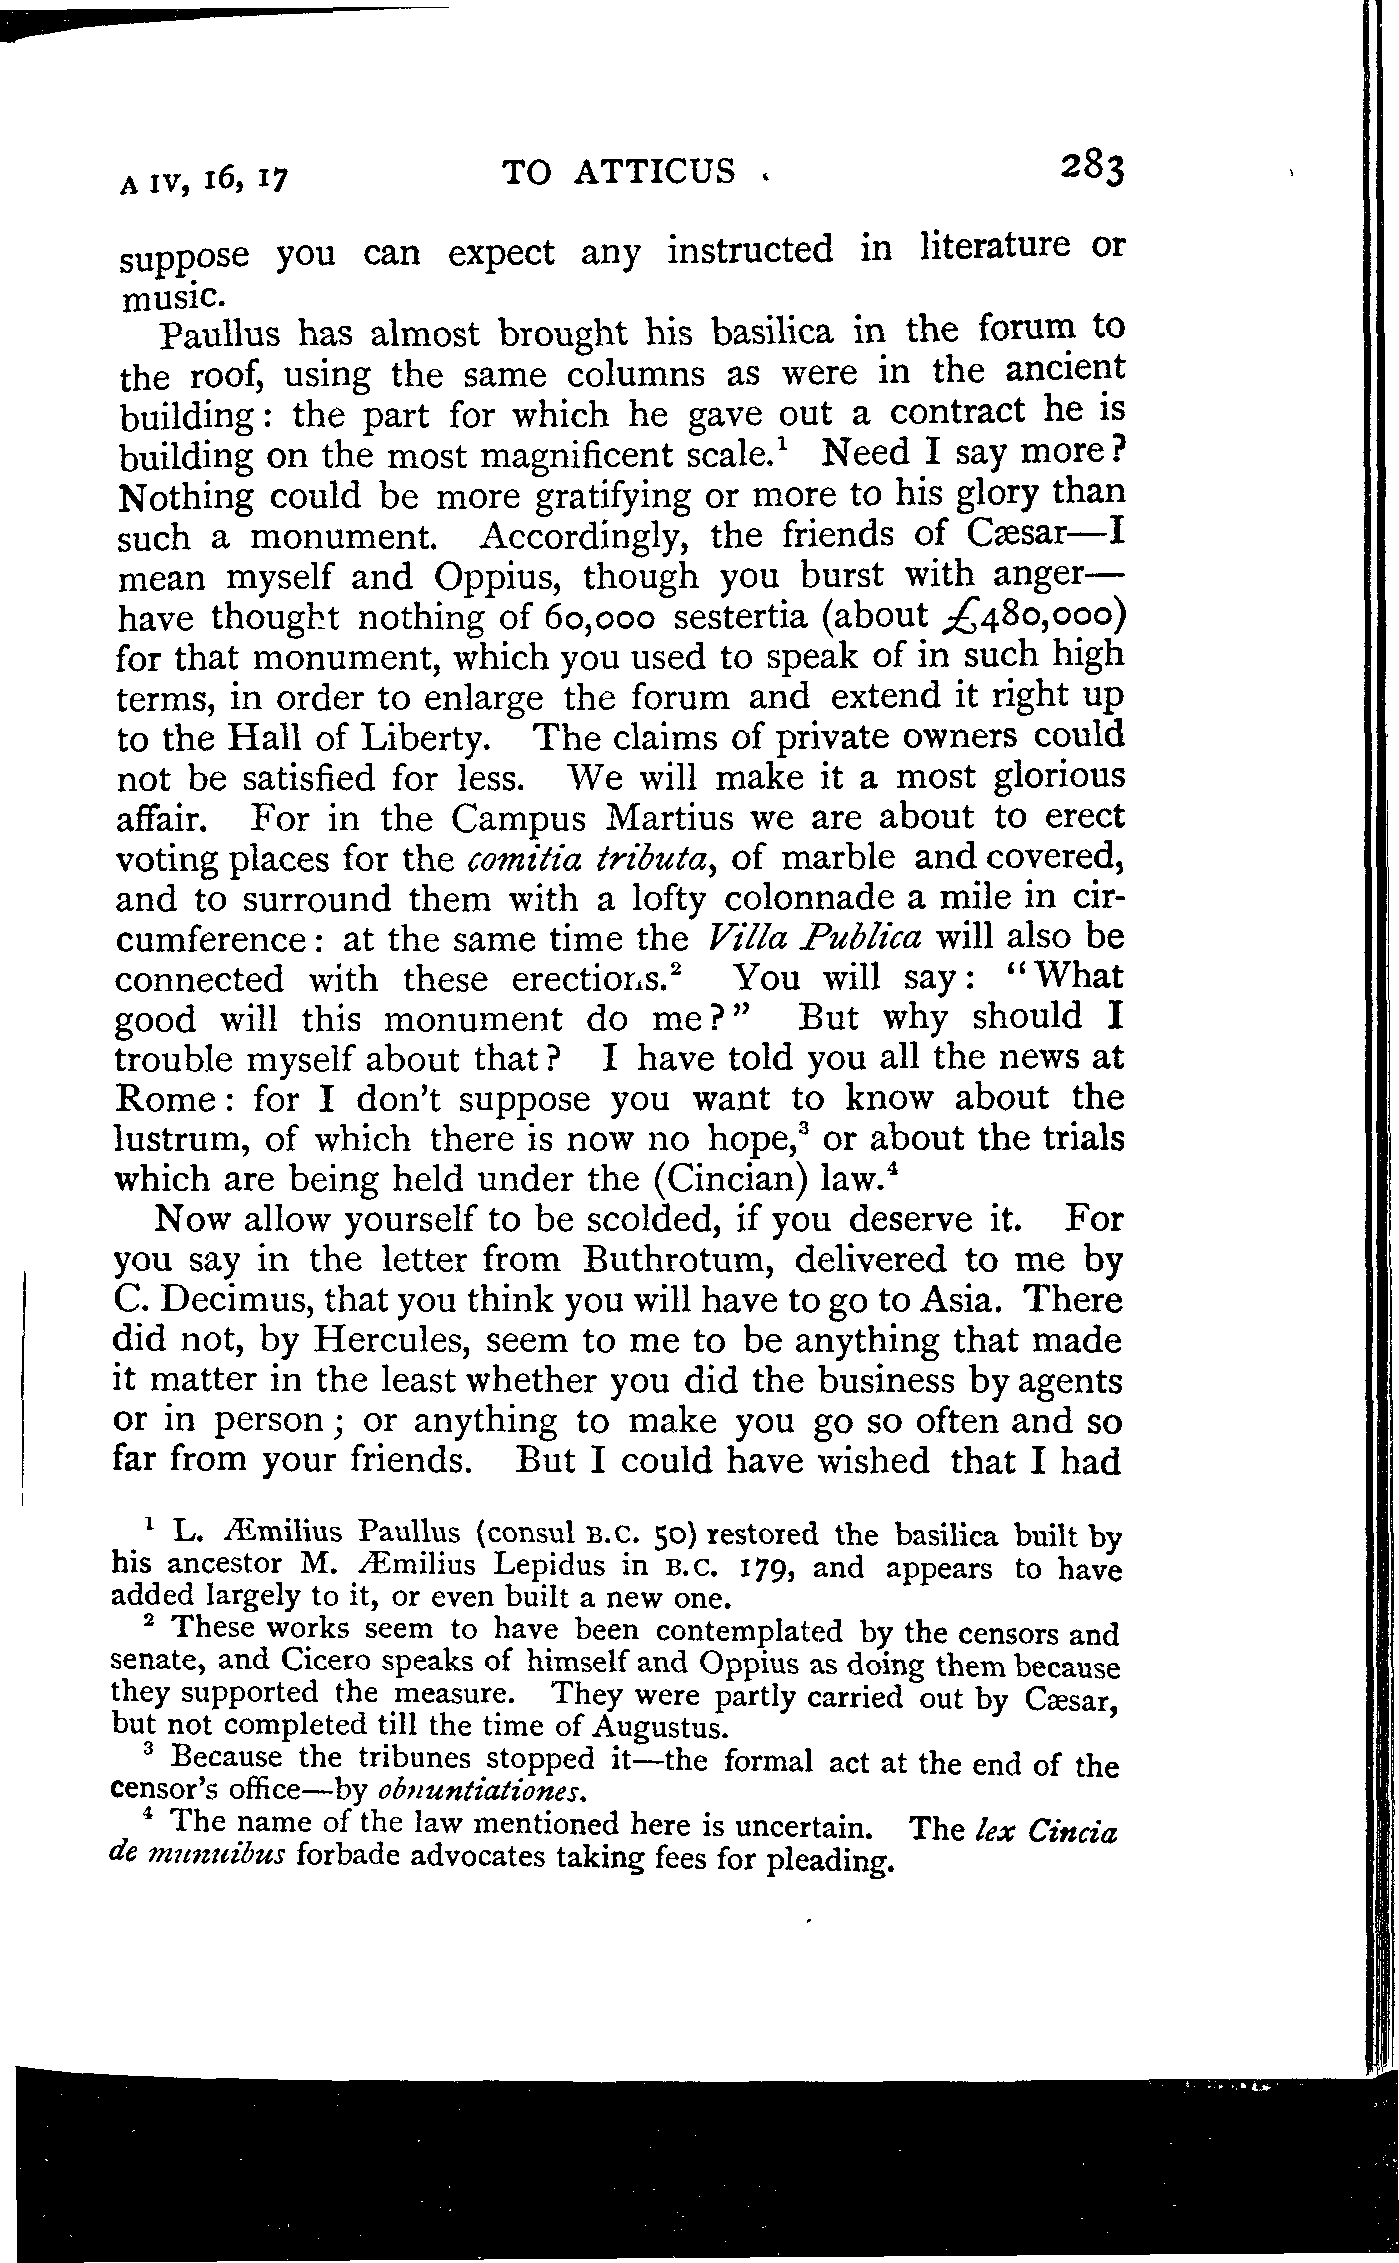 A IV, 16, 17 TO ATTICUS 283
suppose you can expect any instructed in literature or
music.
Paullus has almost brought his basilica in the forum to
the roof, using the same columns as were in the ancient
building: the part for which he gave out a contract he is
building on the most magnificent scale.¹ Need I say more?
Nothing could be more gratifying or more to his glory than
such a monument. Accordingly, the friends of Cæsar—I
mean myself and Oppius, though you burst with anger—
have thought nothing of 60,000 sestertia (about £480,000)
for that monument, which you used to speak of in such high
terms, in order to enlarge the forum and extend it right up
to the Hall of Liberty. The claims of private owners could
not be satisfied for less. We will make it a most glorious
affair. For in the Campus Martius we are about to erect
voting places for the comitia tributa, of marble and covered,
and to surround them with a lofty colonnade a mile in cir-
cumference: at the same time the Villa Publica will also be
connected with these erections.² You will say: “What
good will this monument do me?” But why should I
trouble myself about that? I have told you all the news at
Rome: for I don't suppose you want to know about the
lustrum, of which there is now no hope,³ or about the trials
which are being held under the (Cincian) law.⁴
Now allow yourself to be scolded, if you deserve it. For
you say in the letter from Buthrotum, delivered to me by
C. Decimus, that you think you will have to go to Asia. There
did not, by Hercules, seem to me to be anything that made
it matter in the least whether you did the business by agents
or in person; or anything to make you go so often and so
far from your friends. But I could have wished that I had
¹ L. Æmilius Paullus (consul B.C. 50) restored the basilica built by
his ancestor M. Æmilius Lepidus in B.C. 179, and appears to have
added largely to it, or even built a new one.
² These works seem to have been contemplated by the censors and
senate, and Cicero speaks of himself and Oppius as doing them because
they supported the measure. They were partly carried out by Cæsar,
but not completed till the time of Augustus.
³ Because the tribunes stopped it—the formal act at the end of the
censor's office—by obnuntiationes.
⁴ The name of the law mentioned here is uncertain. The lex Cincia
de munuibus forbade advocates taking fees for pleading.